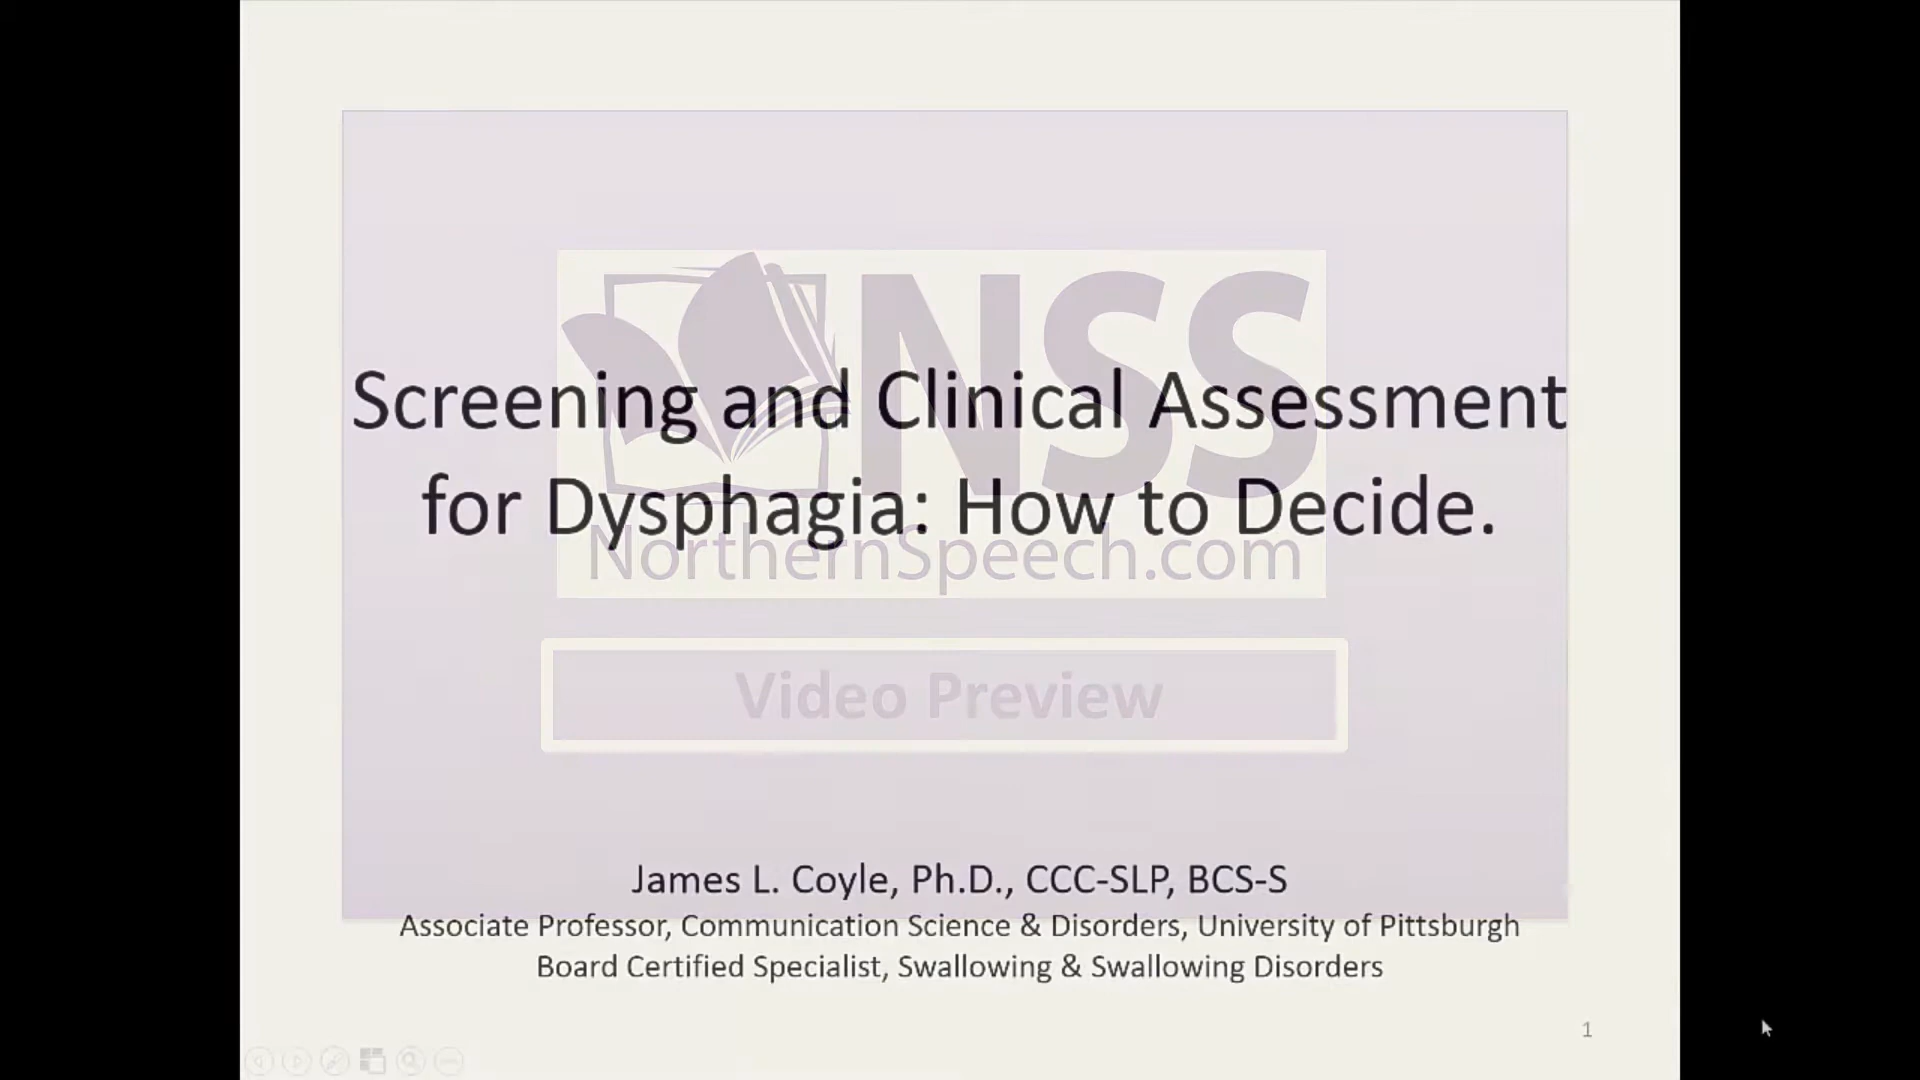 NSS
Screening and Clinical Assessment
for Dysphagia: How to Decide.
NorthernSpeech.com
Video Preview
James L. Coyle, Ph.D., CCC-SLP, BCS-S
Associate Professor, Communication Science & Disorders, University of Pittsburgh
Board Certified Specialist, Swallowing & Swallowing Disorders
1